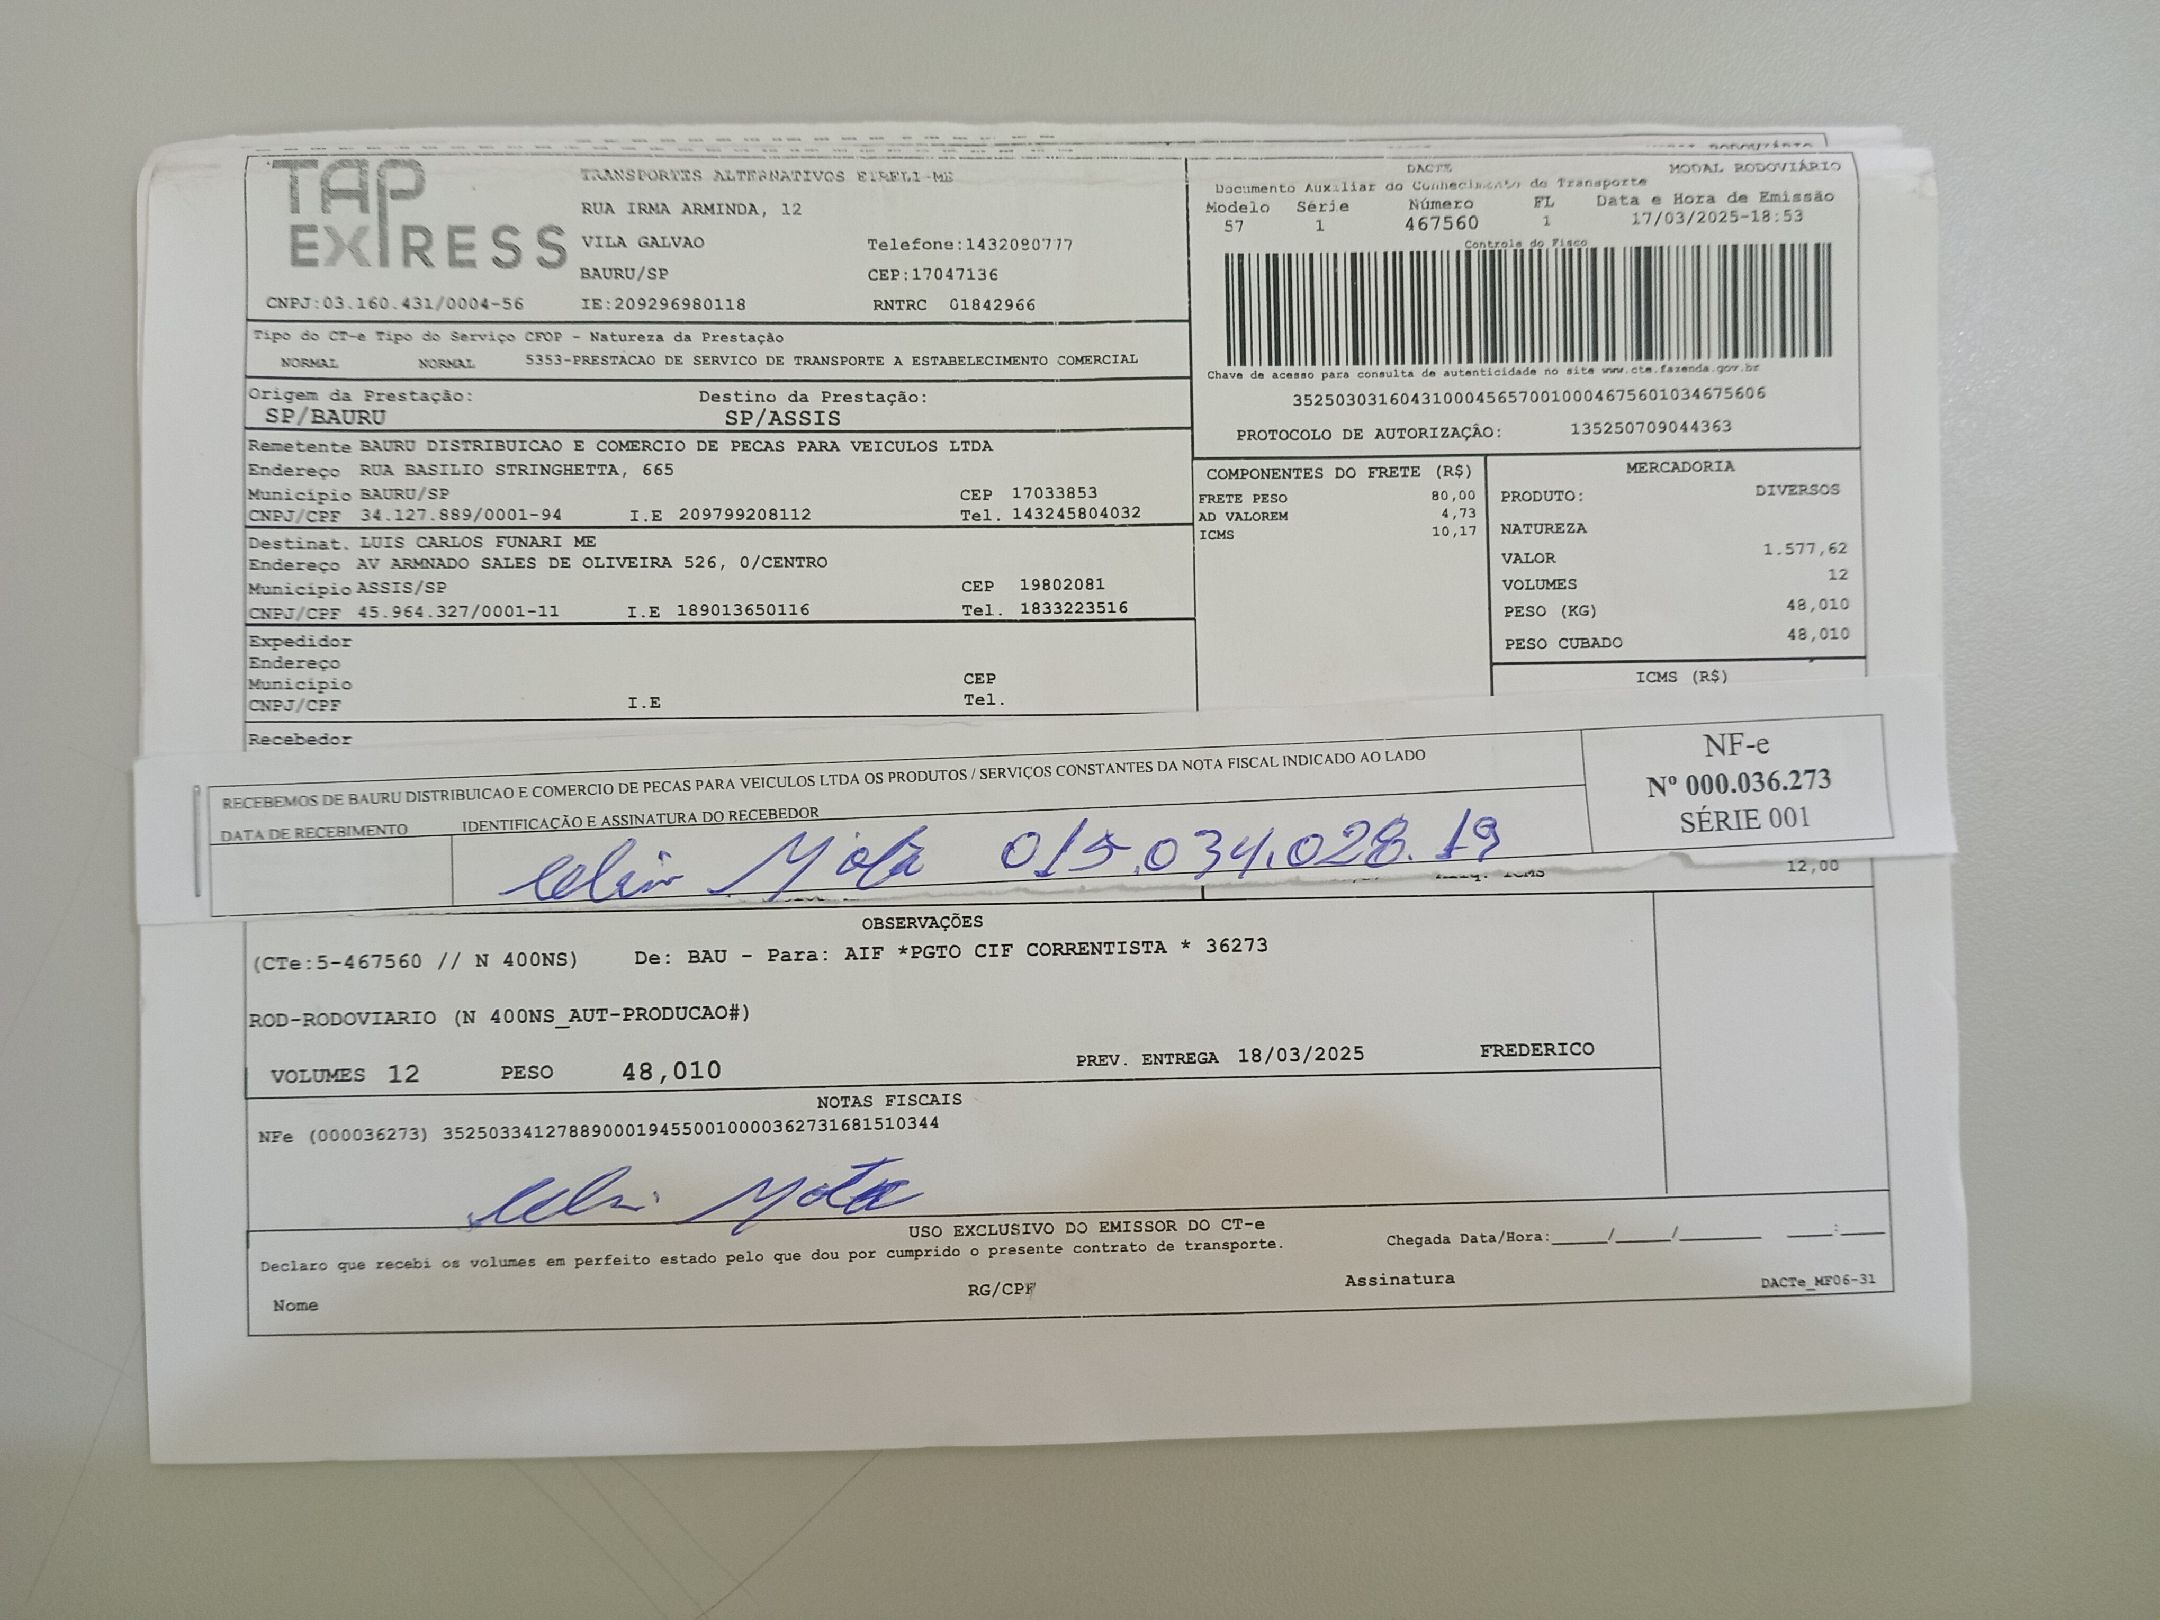 TAP EXPRESS
TRANSPORTES ALTERNATIVOS EIRELI-ME
RUA IRMA ARMINDA, 12
VILA GALVAO Telefone:1432080777
BAURU/SP CEP:17047136
CNPJ:03.160.431/0004-56 IE:209296980118 RNTRC 01842966
DACTE MODAL RODOVIÁRIO
Documento Auxiliar do Conhecimento de Transporte
Modelo Série Número FL Data e Hora de Emissão
57 1 467560 1 17/03/2025-18:53
Controle do Fisco
Chave de acesso para consulta de autenticidade no site www.cte.fazenda.gov.br
35250303160431000456570010004675601034675606
PROTOCOLO DE AUTORIZAÇÃO: 135250709044363
Tipo do CT-e Tipo do Serviço CFOP - Natureza da Prestação
NORMAL NORMAL 5353-PRESTACAO DE SERVICO DE TRANSPORTE A ESTABELECIMENTO COMERCIAL
Origem da Prestação: Destino da Prestação:
SP/BAURU SP/ASSIS
Remetente BAURU DISTRIBUICAO E COMERCIO DE PECAS PARA VEICULOS LTDA
Endereço RUA BASILIO STRINGHETTA, 665
Município BAURU/SP CEP 17033853
CNPJ/CPF 34.127.889/0001-94 I.E 209799208112 Tel. 143245804032
Destinat. LUIS CARLOS FUNARI ME
Endereço AV ARMNADO SALES DE OLIVEIRA 526, 0/CENTRO
Município ASSIS/SP CEP 19802081
CNPJ/CPF 45.964.327/0001-11 I.E 189013650116 Tel. 1833223516
Expedidor
Endereço
Município CEP
CNPJ/CPF I.E Tel.
Recebedor
COMPONENTES DO FRETE (R$)
FRETE PESO 80,00
AD VALOREM 4,73
ICMS 10,17
MERCADORIA
PRODUTO: DIVERSOS
NATUREZA
VALOR 1.577,62
VOLUMES 12
PESO (KG) 48,010
PESO CUBADO 48,010
ICMS (R$)
RECEBEMOS DE BAURU DISTRIBUICAO E COMERCIO DE PECAS PARA VEICULOS LTDA OS PRODUTOS / SERVIÇOS CONSTANTES DA NOTA FISCAL INDICADO AO LADO
DATA DE RECEBIMENTO IDENTIFICAÇÃO E ASSINATURA DO RECEBEDOR
Mota 015.034.028.19
NF-e
Nº 000.036.273
SÉRIE 001
ICMS 12,00
OBSERVAÇÕES
(CTe:5-467560 // N 400NS) De: BAU - Para: AIF *PGTO CIF CORRENTISTA * 36273
ROD-RODOVIARIO (N 400NS_AUT-PRODUCAO#)
VOLUMES 12 PESO 48,010 PREV. ENTREGA 18/03/2025 FREDERICO
NOTAS FISCAIS
NFe (000036273) 35250334127889000194550010000362731681510344
Mota
USO EXCLUSIVO DO EMISSOR DO CT-e
Declaro que recebi os volumes em perfeito estado pelo que dou por cumprido o presente contrato de transporte.
Chegada Data/Hora:_____/_____/_______ ____:____
Nome RG/CPF Assinatura DACTe_MF06-31